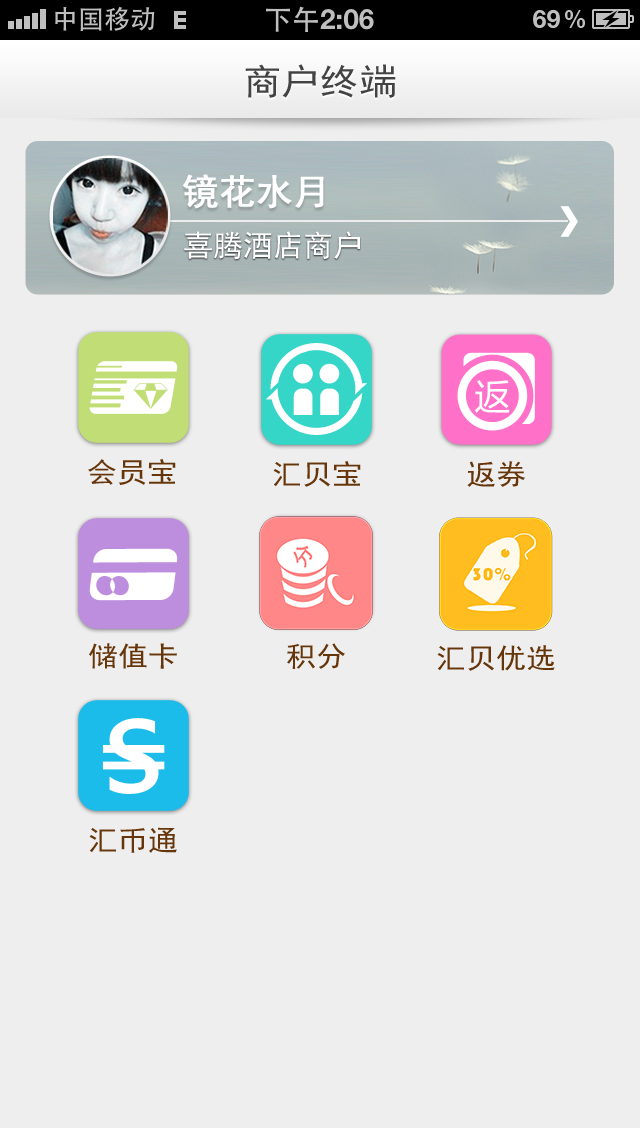 中国移动 E 下午2:06 69%
商户终端
镜花水月
喜腾酒店商户
返
会员宝 汇贝宝 返券
分 30%
储值卡 积分 汇贝优选
汇币通